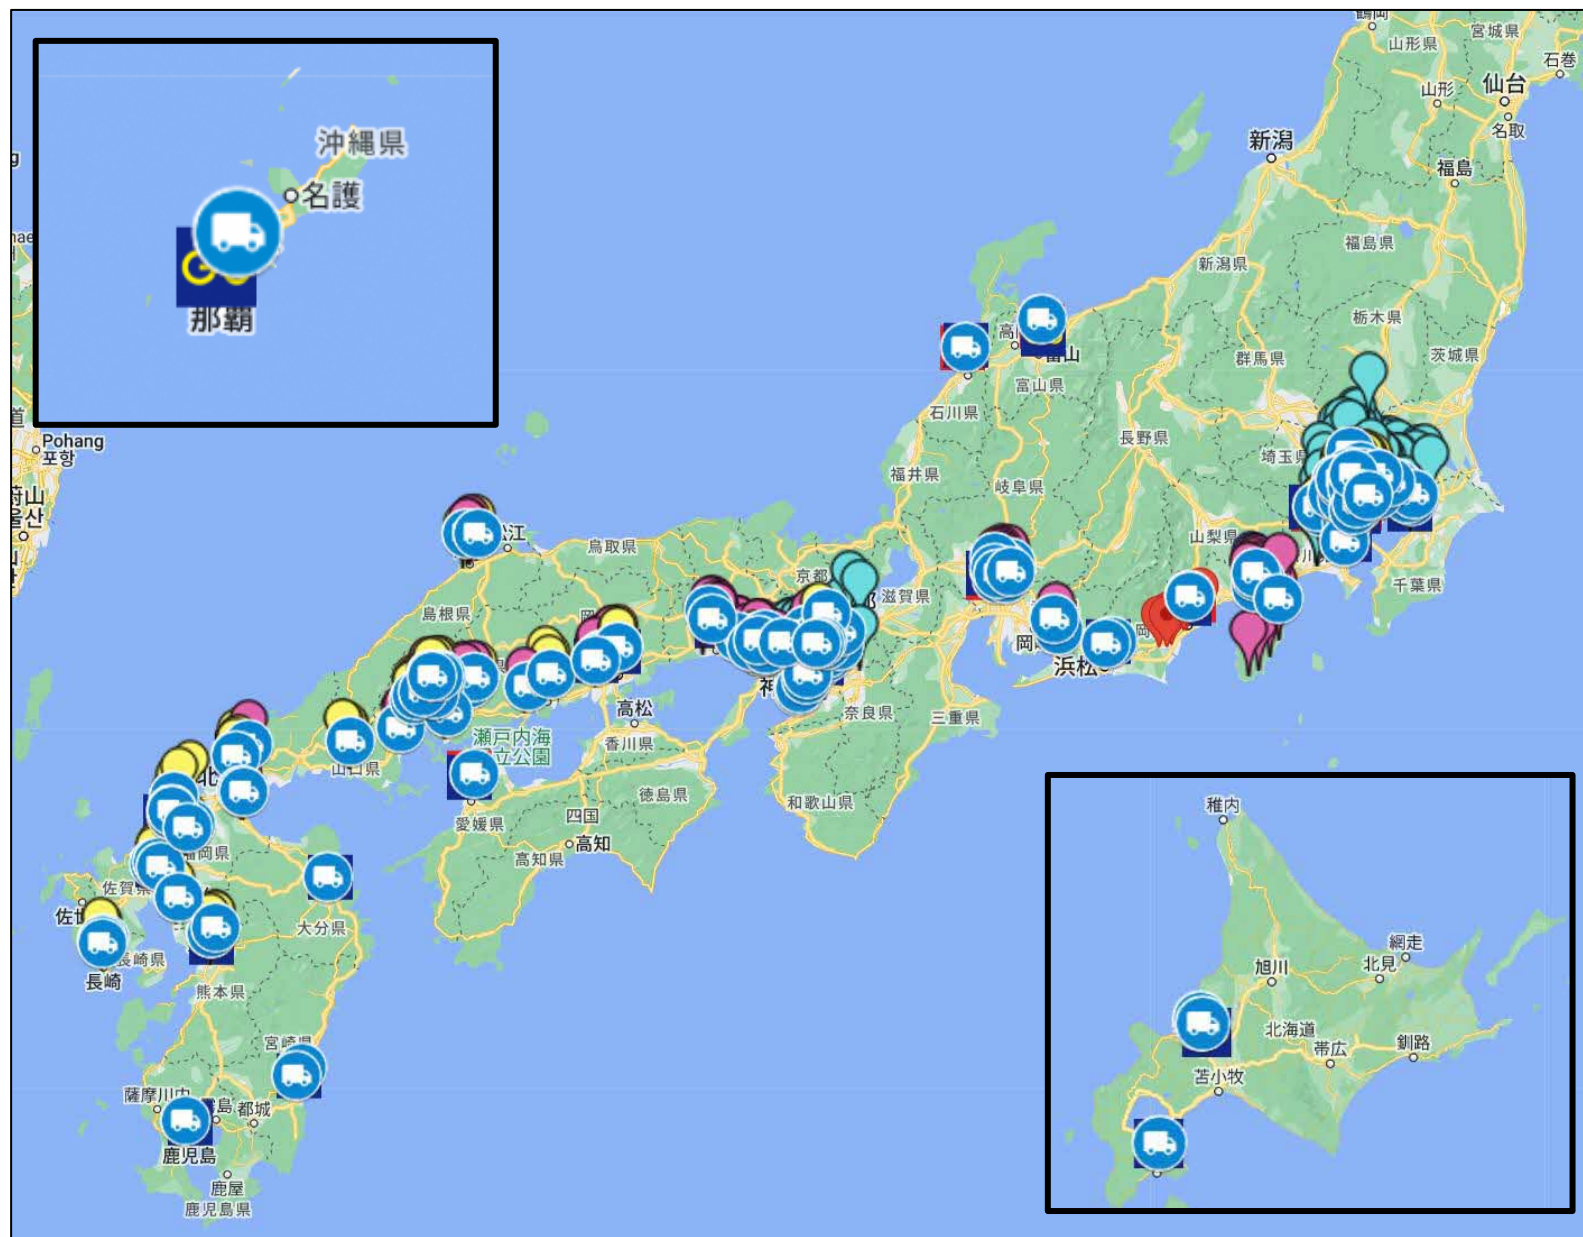 鶴岡
宮城県
山形県
石巻
山形
仙台
名取
新潟
福島
沖縄県
名護
那覇
福島県
新潟県
栃木県
群馬県
茨城県
富山県
石川県
長野県
福井県
岐阜県
山梨県
千葉県
Pohang
포항
鳥取県
島根県
滋賀県
浜松
奈良県
三重県
高松
香川県
瀬戸内海
立公園
山口県
徳島県
和歌山県
愛媛県
四国
高知
高知県
福岡県
佐賀県
大分県
長崎県
長崎
熊本県
宮崎県
薩摩川内
都城
鹿児島
鹿屋
鹿児島県
稚内
網走
北見
旭川
北海道
帯広
釧路
苫小牧